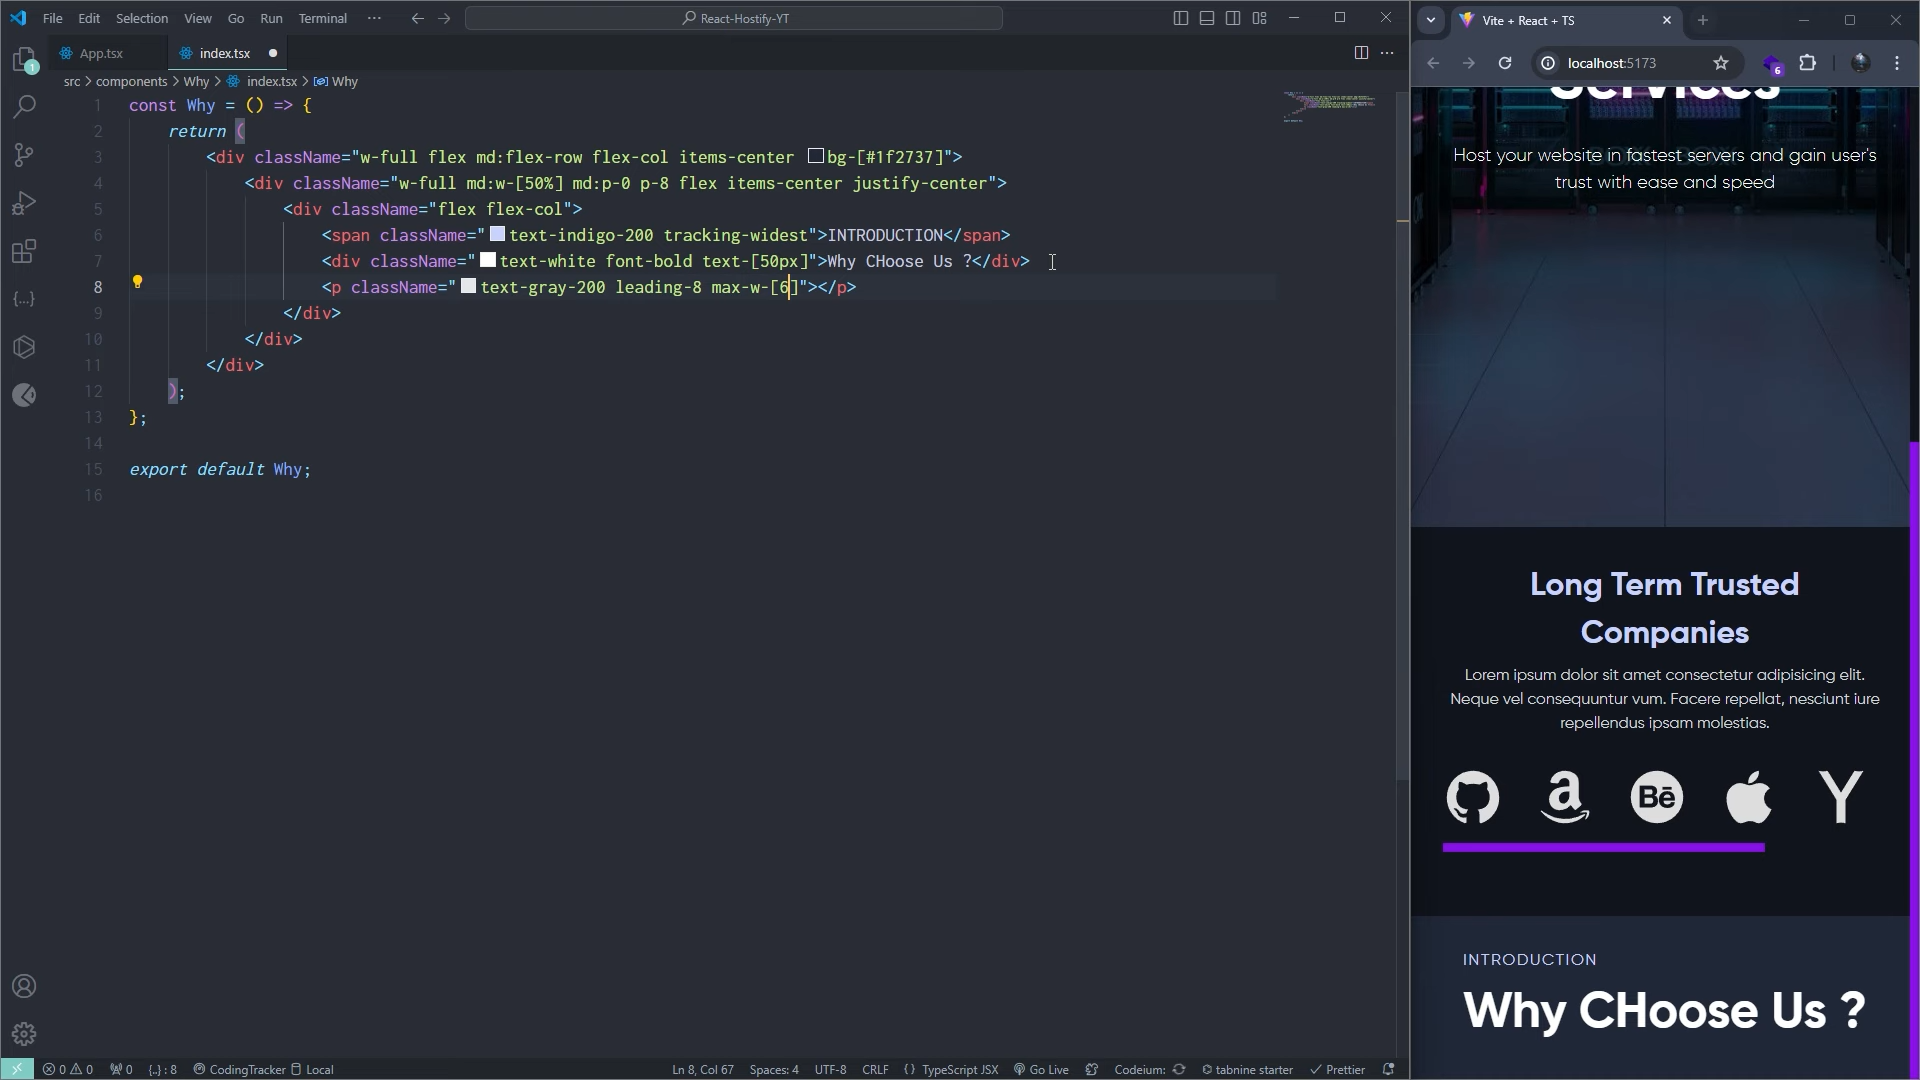 File Edit Selection View Go Run Terminal ··· React-Hostify-YT
App.tsx index.tsx
src > components > Why > index.tsx > Why
1 const Why = () => {
2 return (
3 <div className="w-full flex md:flex-row flex-col items-center bg-[#1f2737]">
4 <div className="w-full md:w-[50%] md:p-0 p-8 flex items-center justify-center">
5 <div className="flex flex-col">
6 <span className="text-indigo-200 tracking-widest">INTRODUCTION</span>
7 <div className="text-white font-bold text-[50px]">Why CHoose Us ?</div>
8 <p className="text-gray-200 leading-8 max-w-[6]"></p>
9 </div>
10 </div>
11 </div>
12 );
13 };
14
15 export default Why;
16
1
0 0 0 {..} : 8 CodingTracker Local Ln 8, Col 67 Spaces: 4 UTF-8 CRLF {} TypeScript JSX Go Live Codeium: tabnine starter Prettier
Vite + React + TS
localhost:5173
6
Services
Host your website in fastest servers and gain user's
trust with ease and speed
Long Term Trusted
Companies
Lorem ipsum dolor sit amet consectetur adipisicing elit.
Neque vel consequuntur vum. Facere repellat, nesciunt iure
repellendus ipsam molestias.
a Bē Y
INTRODUCTION
Why CHoose Us ?